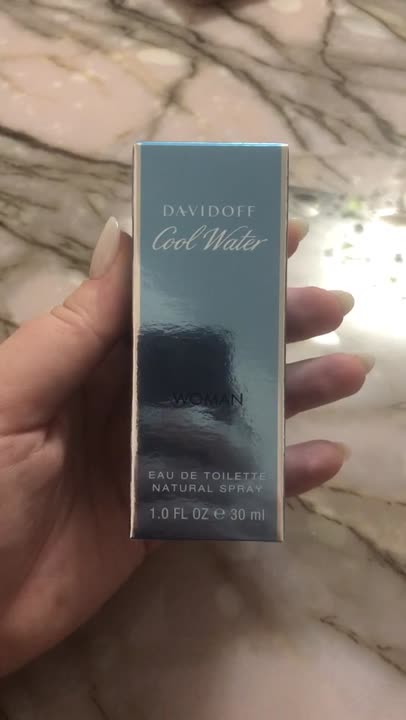 DAVIDOFF
Cool Water
WOMAN
EAU DE TOILETTE
NATURAL SPRAY
1.0 FL OZ ℮ 30 ml